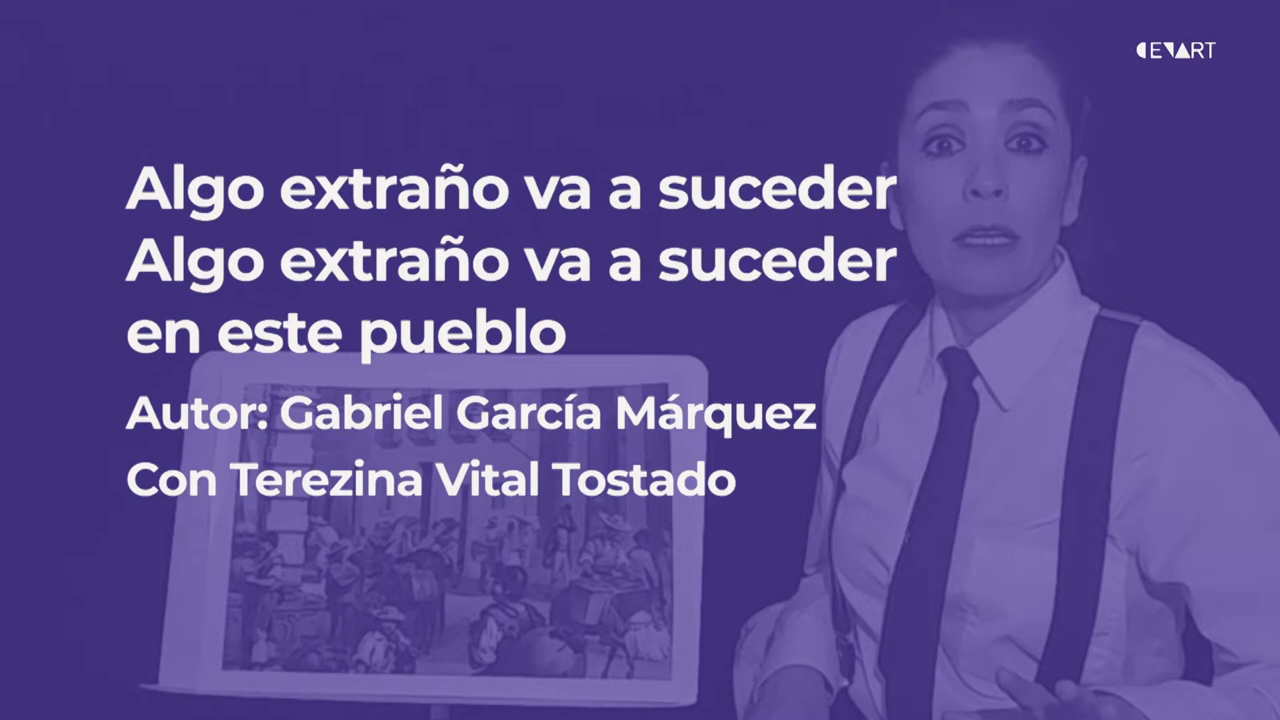 CENART
Algo extraño va a suceder
Algo extraño va a suceder
en este pueblo
Autor: Gabriel García Márquez
Con Terezina Vital Tostado